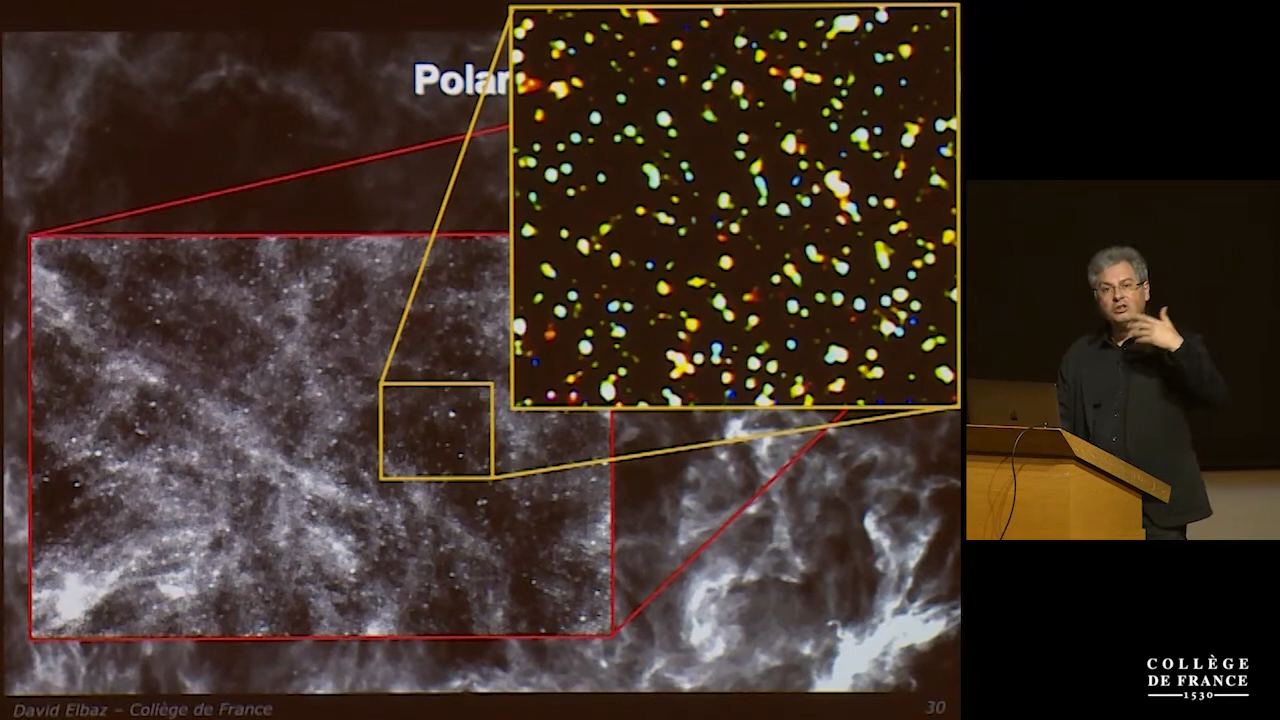 Polar
David Elbaz – Collège de France
30
COLLÈGE
DE FRANCE
1530